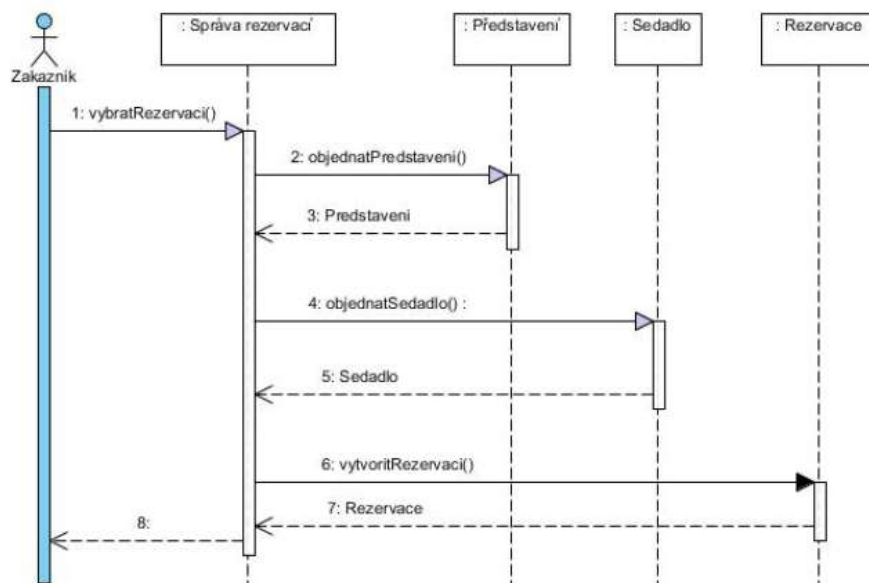 : Správa rezervací
: Představení
: Sedadlo
: Rezervace
Zakaznik
1: vybratRezervaci()
2: objednatPredstaveni()
3: Predstaveni
4: objednatSedadlo() :
5: Sedadlo
6: vytvoritRezervaci()
7: Rezervace
8: